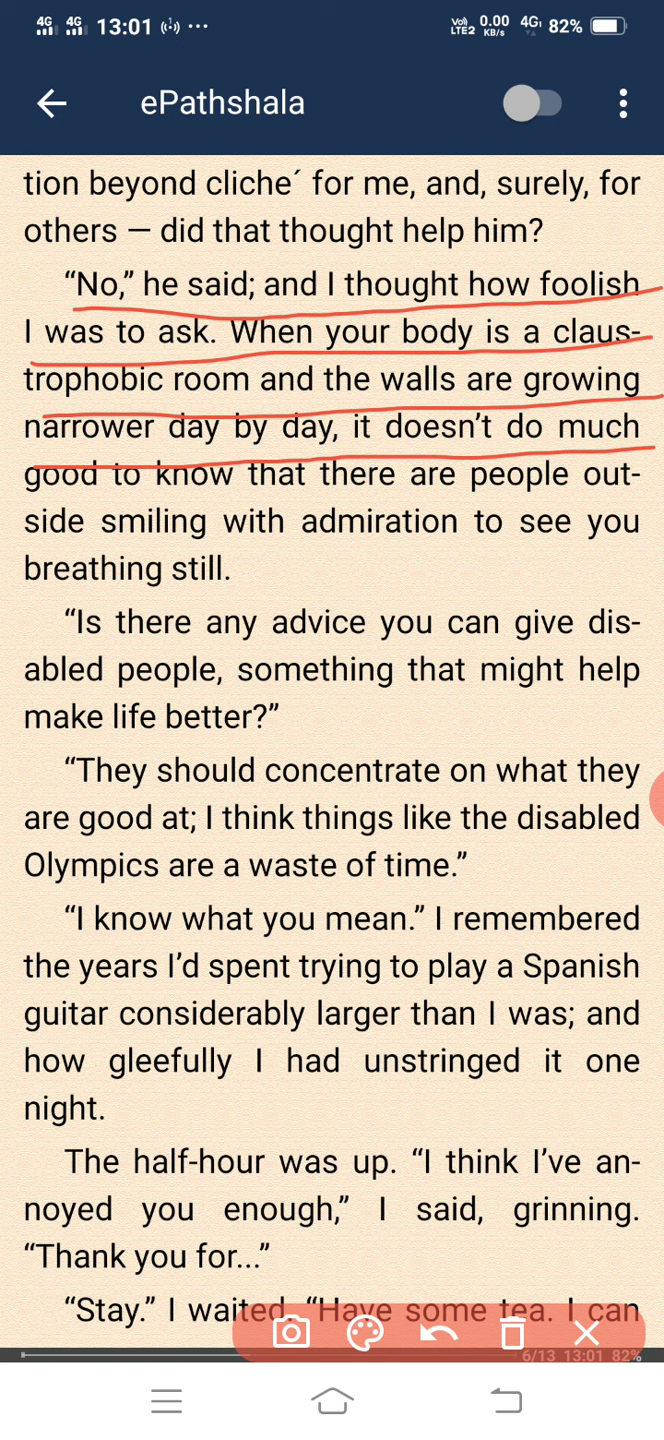 4G 4G 13:01 ... Vo) LTE2 0.00 KB/s 4G 82%
ePathshala
tion beyond cliche´ for me, and, surely, for
others — did that thought help him?
“No,” he said; and I thought how foolish
I was to ask. When your body is a claus-
trophobic room and the walls are growing
narrower day by day, it doesn’t do much
good to know that there are people out-
side smiling with admiration to see you
breathing still.
“Is there any advice you can give dis-
abled people, something that might help
make life better?”
“They should concentrate on what they
are good at; I think things like the disabled
Olympics are a waste of time.”
“I know what you mean.” I remembered
the years I’d spent trying to play a Spanish
guitar considerably larger than I was; and
how gleefully I had unstringed it one
night.
The half-hour was up. “I think I’ve an-
noyed you enough,” I said, grinning.
“Thank you for...”
“Stay.” I waited. “Have some tea. I can
6/13 13:01 82%